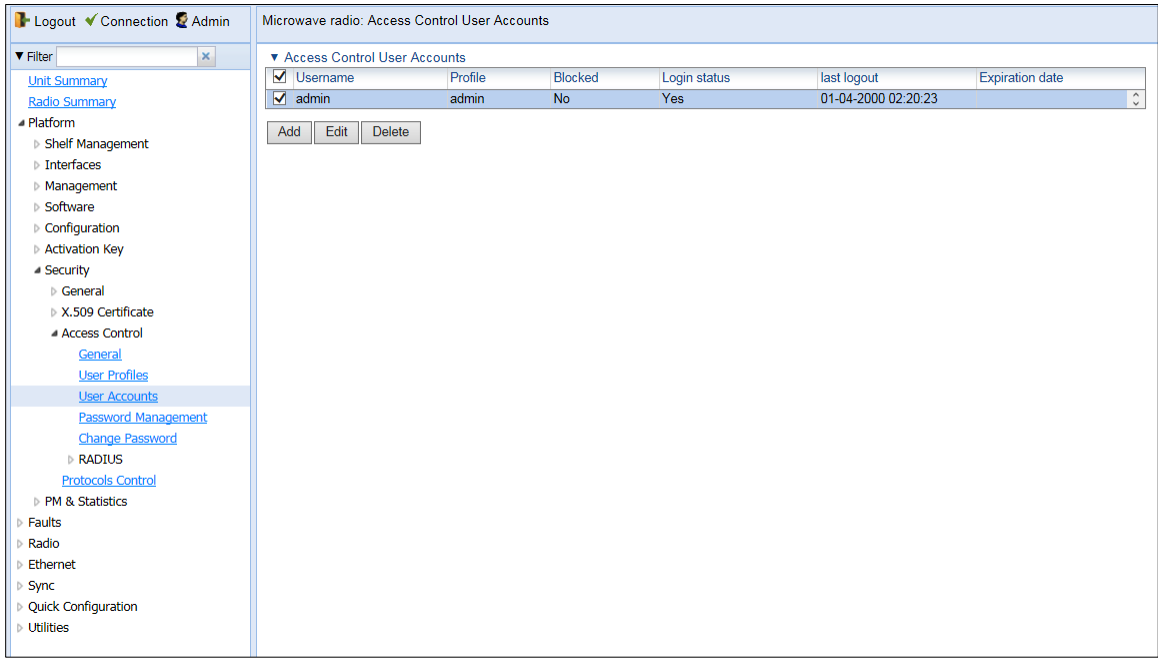 Logout Connection Admin
Filter
Unit Summary
Radio Summary
Platform
Shelf Management
Interfaces
Management
Software
Configuration
Activation Key
Security
General
X.509 Certificate
Access Control
General
User Profiles
User Accounts
Password Management
Change Password
RADIUS
Protocols Control
PM & Statistics
Faults
Radio
Ethernet
Sync
Quick Configuration
Utilities
Microwave radio: Access Control User Accounts
Access Control User Accounts
Username Profile Blocked Login status last logout Expiration date
admin admin No Yes 01-04-2000 02:20:23
Add Edit Delete